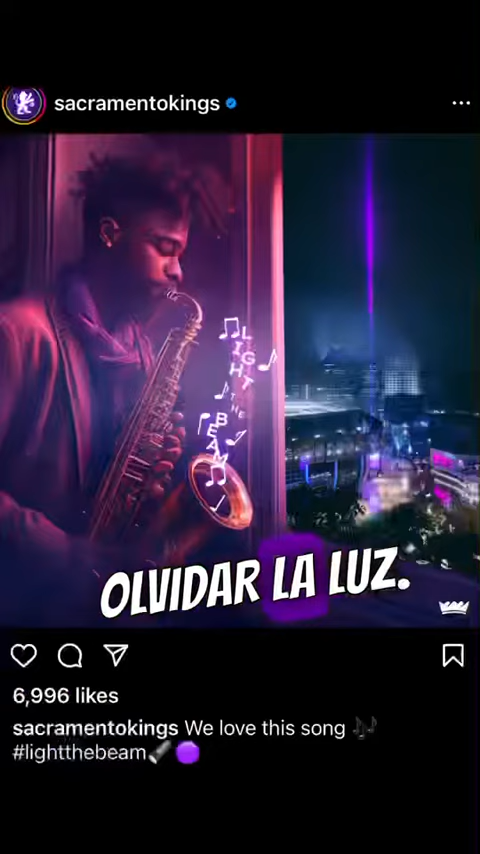 sacramentokings
LIGHT
THE
BEAM
OLVIDAR LA LUZ.
6,996 likes
sacramentokings We love this song 🎶
#lightthebeam🔦🟣